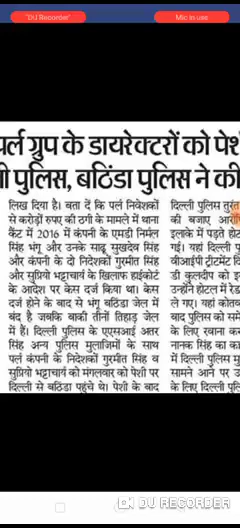 "DU Recorder"
Mic in use
पर्ल ग्रुप के डायरेक्टरों को पेश
पुलिस, बठिंडा पुलिस ने की
लिख दिया है। बता दें कि पर्ल निवेशकों
से करोड़ों रुपए की ठगी के मामले में थाना
कैंट में 2016 में कंपनी के एमडी निर्मल
सिंह भंगू और उनके साढू सुखदेव सिंह
और कंपनी के दो निदेशकों गुरमीत सिंह
और सुप्रियो भट्टाचार्य के खिलाफ हाईकोर्ट
के आदेश पर केस दर्ज किया था। केस
दर्ज होने के बाद से भंगू बठिंडा जेल में
बंद है जबकि बाकी तीनों तिहाड़ जेल
में हैं। दिल्ली पुलिस के एएसआई अतर
सिंह अन्य पुलिस मुलाजिमों के साथ
पर्ल कंपनी के निदेशकों गुरमीत सिंह व
सुप्रियो भट्टाचार्य को मंगलवार को पेशी पर
दिल्ली से बठिंडा पहुंचे थे। पेशी के बाद
दिल्ली पुलिस तुरंत
की बजाए आरोपि
इलाके में पड़ते होट
गई। यहां दिल्ली पु
वीआईपी ट्रीटमेंट दि
डी कुलदीप को इ
उन्होंने होटल में रेड
ले गए। यहां कोतव
बाद पुलिस को समे
के लिए रवाना कर
नानक सिंह का क
में दिल्ली पुलिस मु
सामने आने पर उ
के लिए दिल्ली पुलि
DU RECORDER